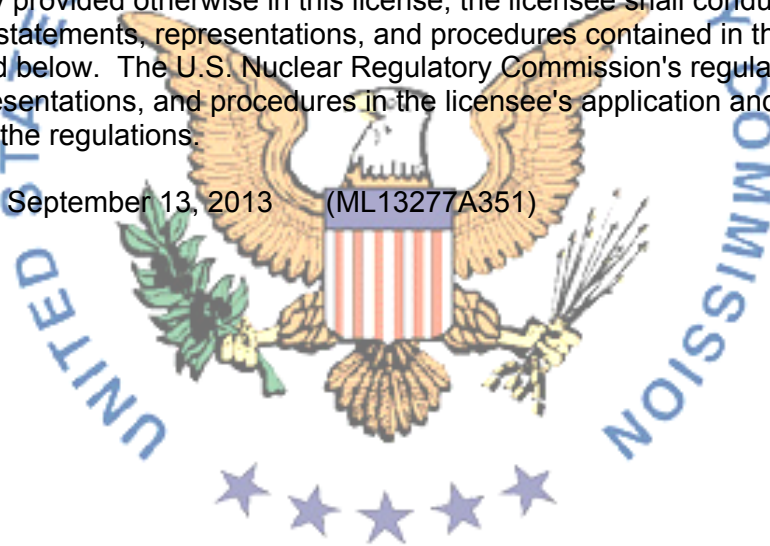 y provided otherwise in this license, the licensee shall condu
statements, representations, and procedures contained in th
d below. The U.S. Nuclear Regulatory Commission's regula
esentations, and procedures in the licensee's application and
the regulations.
September 13, 2013 (ML13277A351)
UNITED STATE
Y COMMISSION